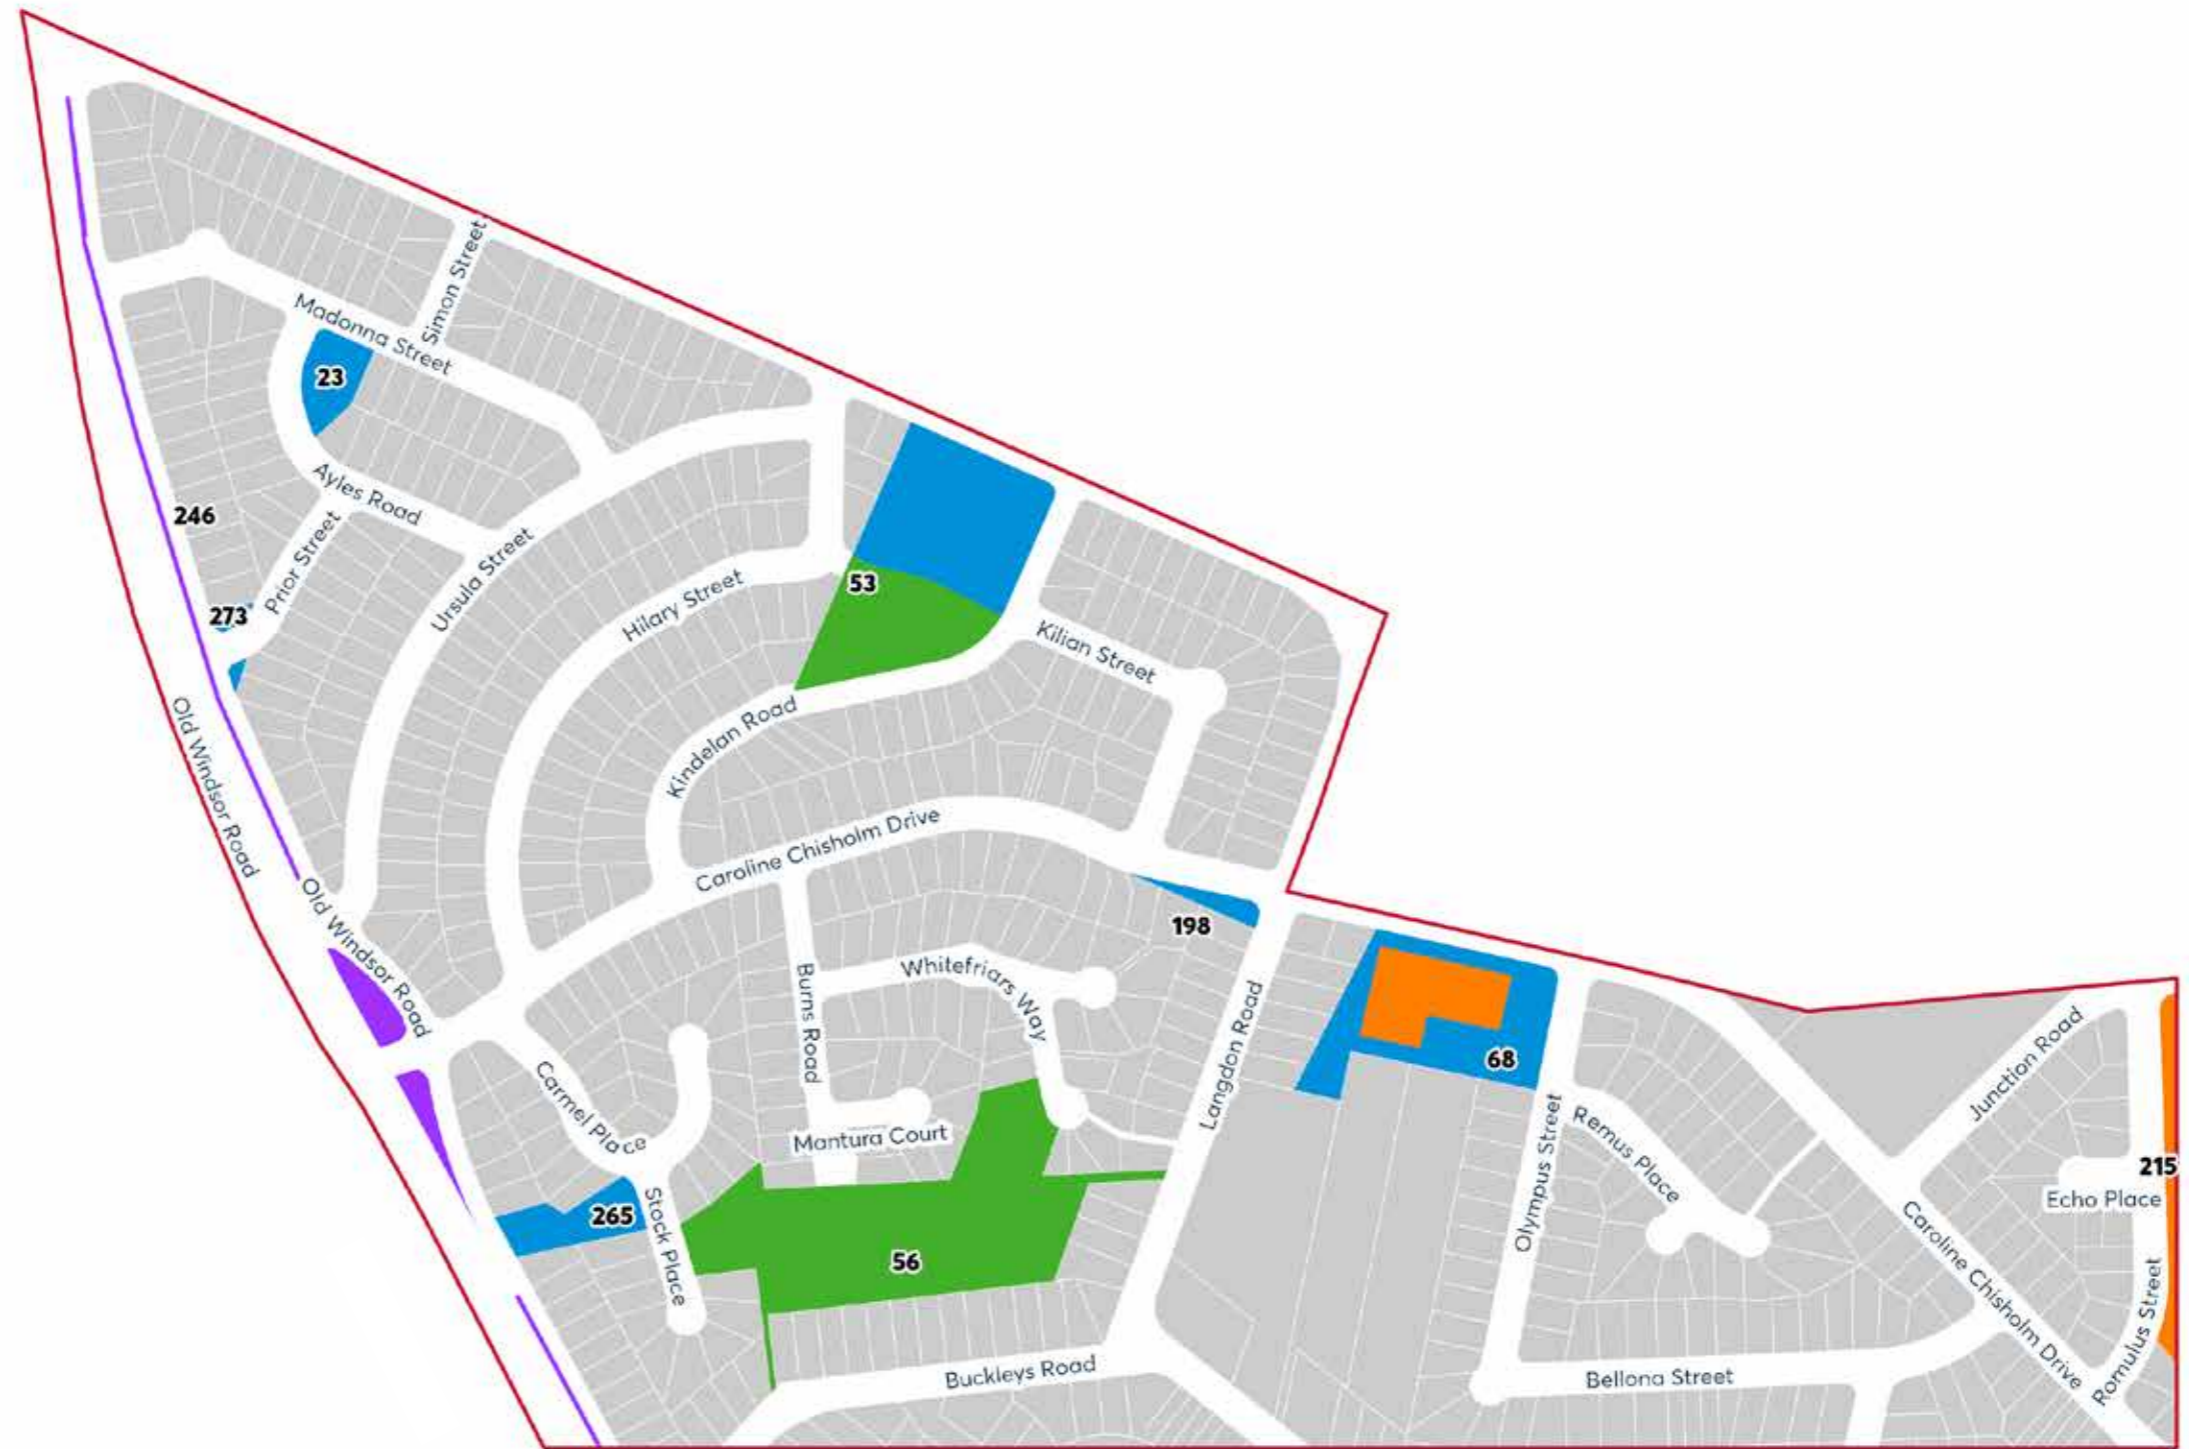 Simon Street
Madonna Street
23
Ayles Road
246
Prior Street
Ursula Street
273
Hilary Street
53
Kilian Street
Kindelan Road
Old Windsor Road
Caroline Chisholm Drive
Old Windsor Road
198
Whitefriars Way
Burns Road
Langdon Road
68
Carmel Place
Mantura Court
Junction Road
Remus Place
Olympus Street
215
Echo Place
265
Stock Place
56
Caroline Chisholm Drive
Romulus Street
Buckleys Road
Bellona Street